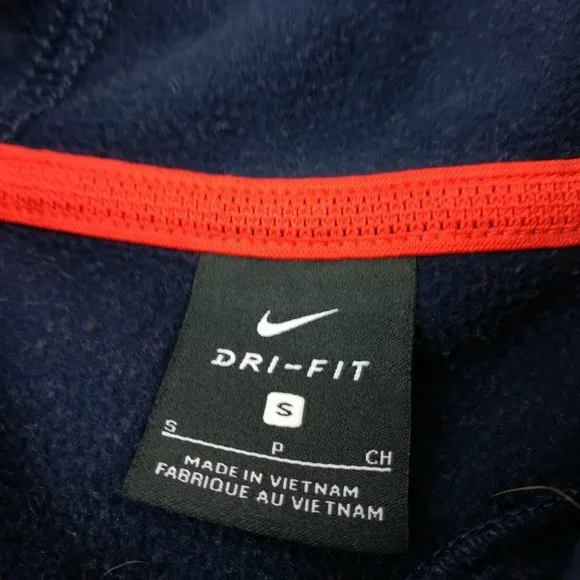 DRI-FIT
S
S P CH
MADE IN VIETNAM
FABRIQUE AU VIETNAM